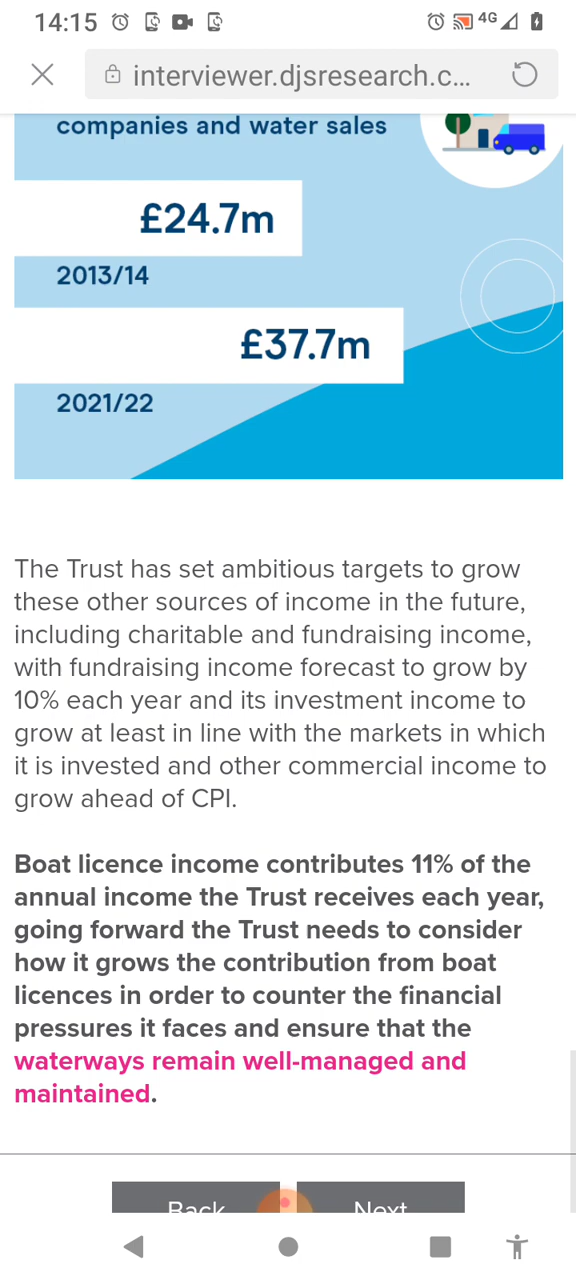 14:15
4G
interviewer.djsresearch.c...
companies and water sales
£24.7m
2013/14
£37.7m
2021/22
The Trust has set ambitious targets to grow
these other sources of income in the future,
including charitable and fundraising income,
with fundraising income forecast to grow by
10% each year and its investment income to
grow at least in line with the markets in which
it is invested and other commercial income to
grow ahead of CPI.
Boat licence income contributes 11% of the
annual income the Trust receives each year,
going forward the Trust needs to consider
how it grows the contribution from boat
licences in order to counter the financial
pressures it faces and ensure that the
waterways remain well-managed and
maintained.
Back Next